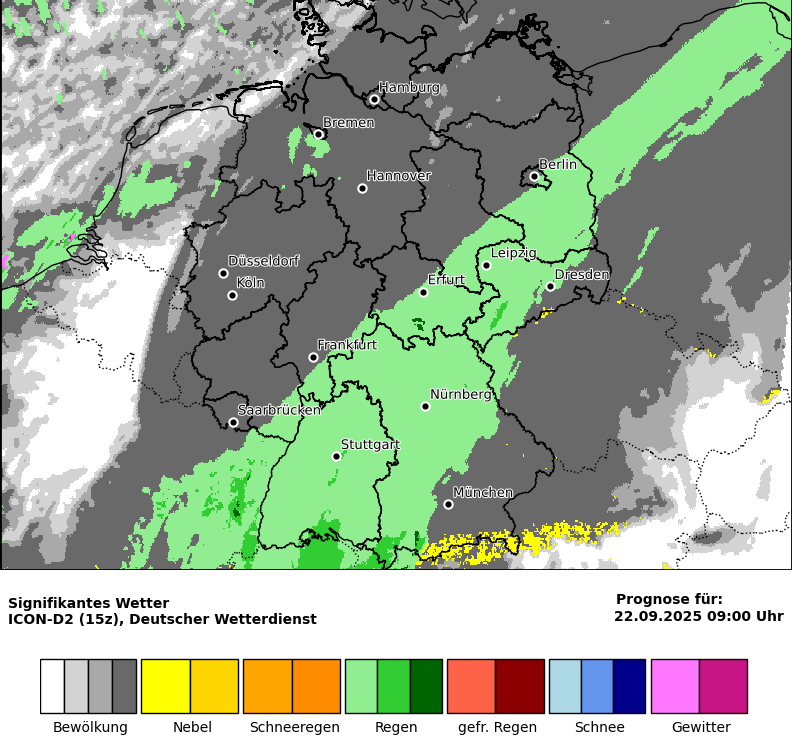 Hamburg
Bremen
Berlin
Hannover
Leipzig
Düsseldorf
Dresden
Köln
Erfurt
Frankfurt
Nürnberg
Saarbrücken
Stuttgart
München
Signifikantes Wetter
ICON-D2 (15z), Deutscher Wetterdienst
Prognose für:
22.09.2025 09:00 Uhr
Bewölkung Nebel Schneeregen Regen gefr. Regen Schnee Gewitter